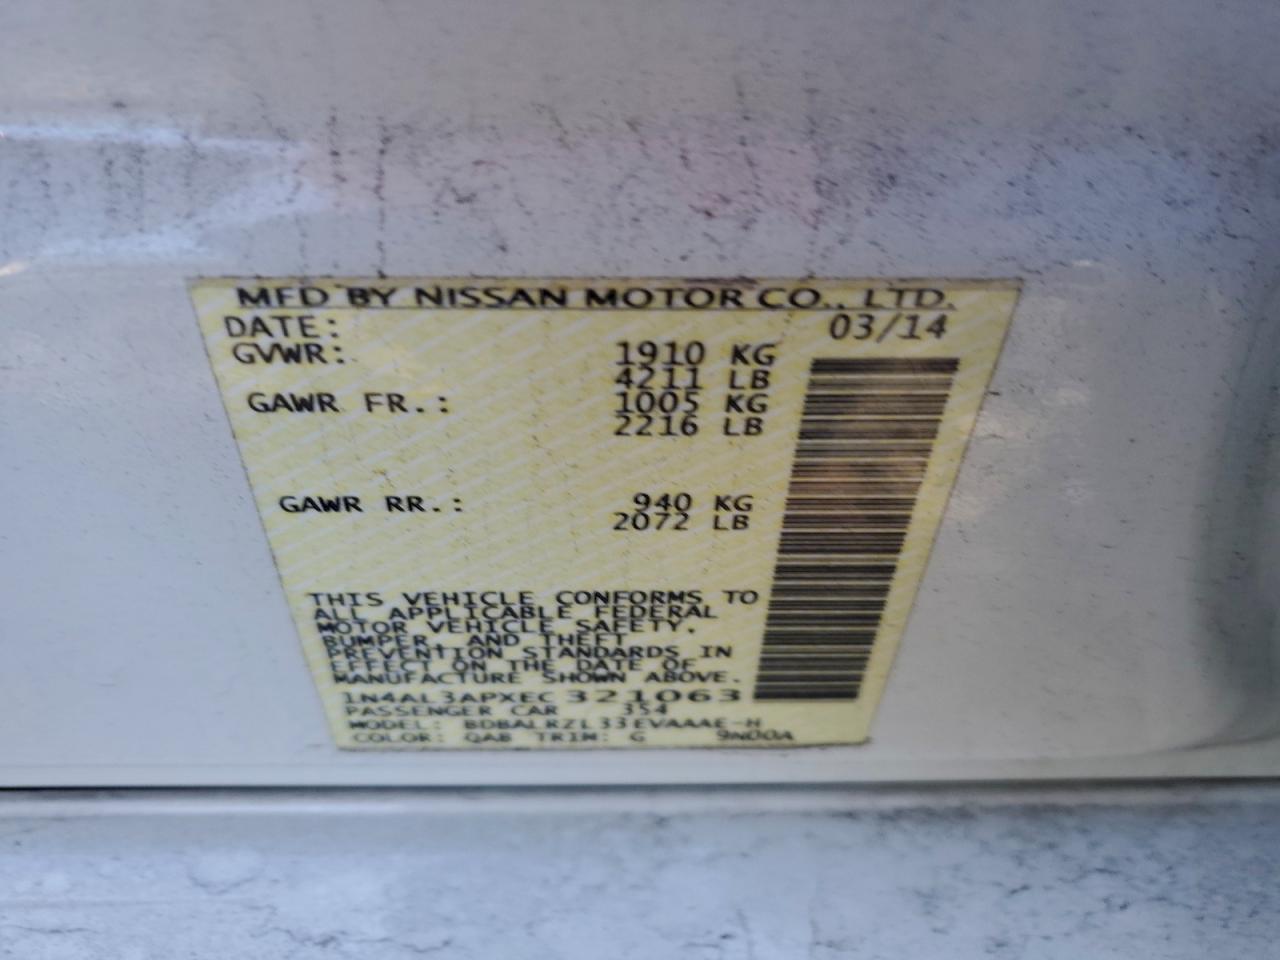 MFD BY NISSAN MOTOR CO., LTD.
DATE: 03/14
GVWR: 1910 KG
4211 LB
GAWR FR.: 1005 KG
2216 LB
GAWR RR.: 940 KG
2072 LB
THIS VEHICLE CONFORMS TO
ALL APPLICABLE FEDERAL
MOTOR VEHICLE SAFETY,
BUMPER, AND THEFT
PREVENTION STANDARDS IN
EFFECT ON THE DATE OF
MANUFACTURE SHOWN ABOVE.
1N4AL3APXEC 321063
PASSENGER CAR 354
MODEL: BDBALRZL33EVAAAE-H
COLOR: QAB TRIM: G 9N00A